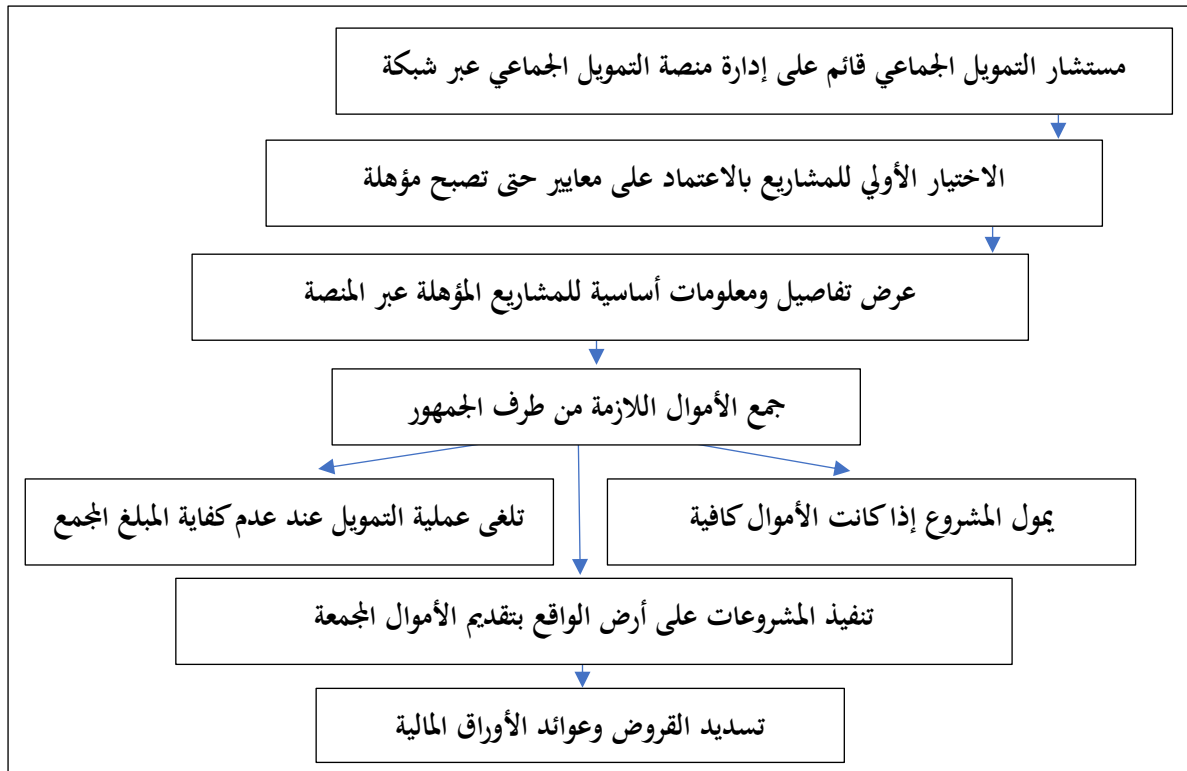 مستشار التمويل الجماعي قائم على إدارة منصة التمويل الجماعي عبر شبكة
الاختيار الأولي للمشاريع بالاعتماد على معايير حتى تصبح مؤهلة
عرض تفاصيل ومعلومات أساسية للمشاريع المؤهلة عبر المنصة
جمع الأموال اللازمة من طرف الجمهور
يمول المشروع إذا كانت الأموال كافية
تلغى عملية التمويل عند عدم كفاية المبلغ المجمع
تنفيذ المشروعات على أرض الواقع بتقديم الأموال المجمعة
تسديد القروض وعوائد الأوراق المالية